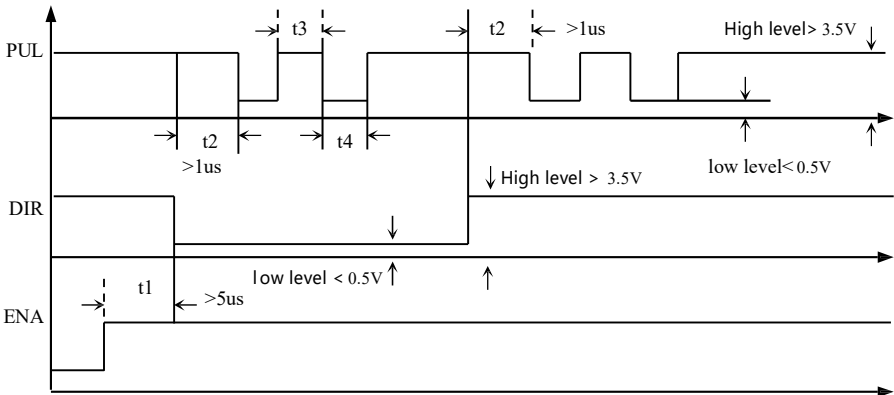 t3
t2
>1us
High level> 3.5V
PUL
t2
t4
>1us
low level<0.5V
High level > 3.5V
DIR
low level < 0.5V
t1
>5us
ENA